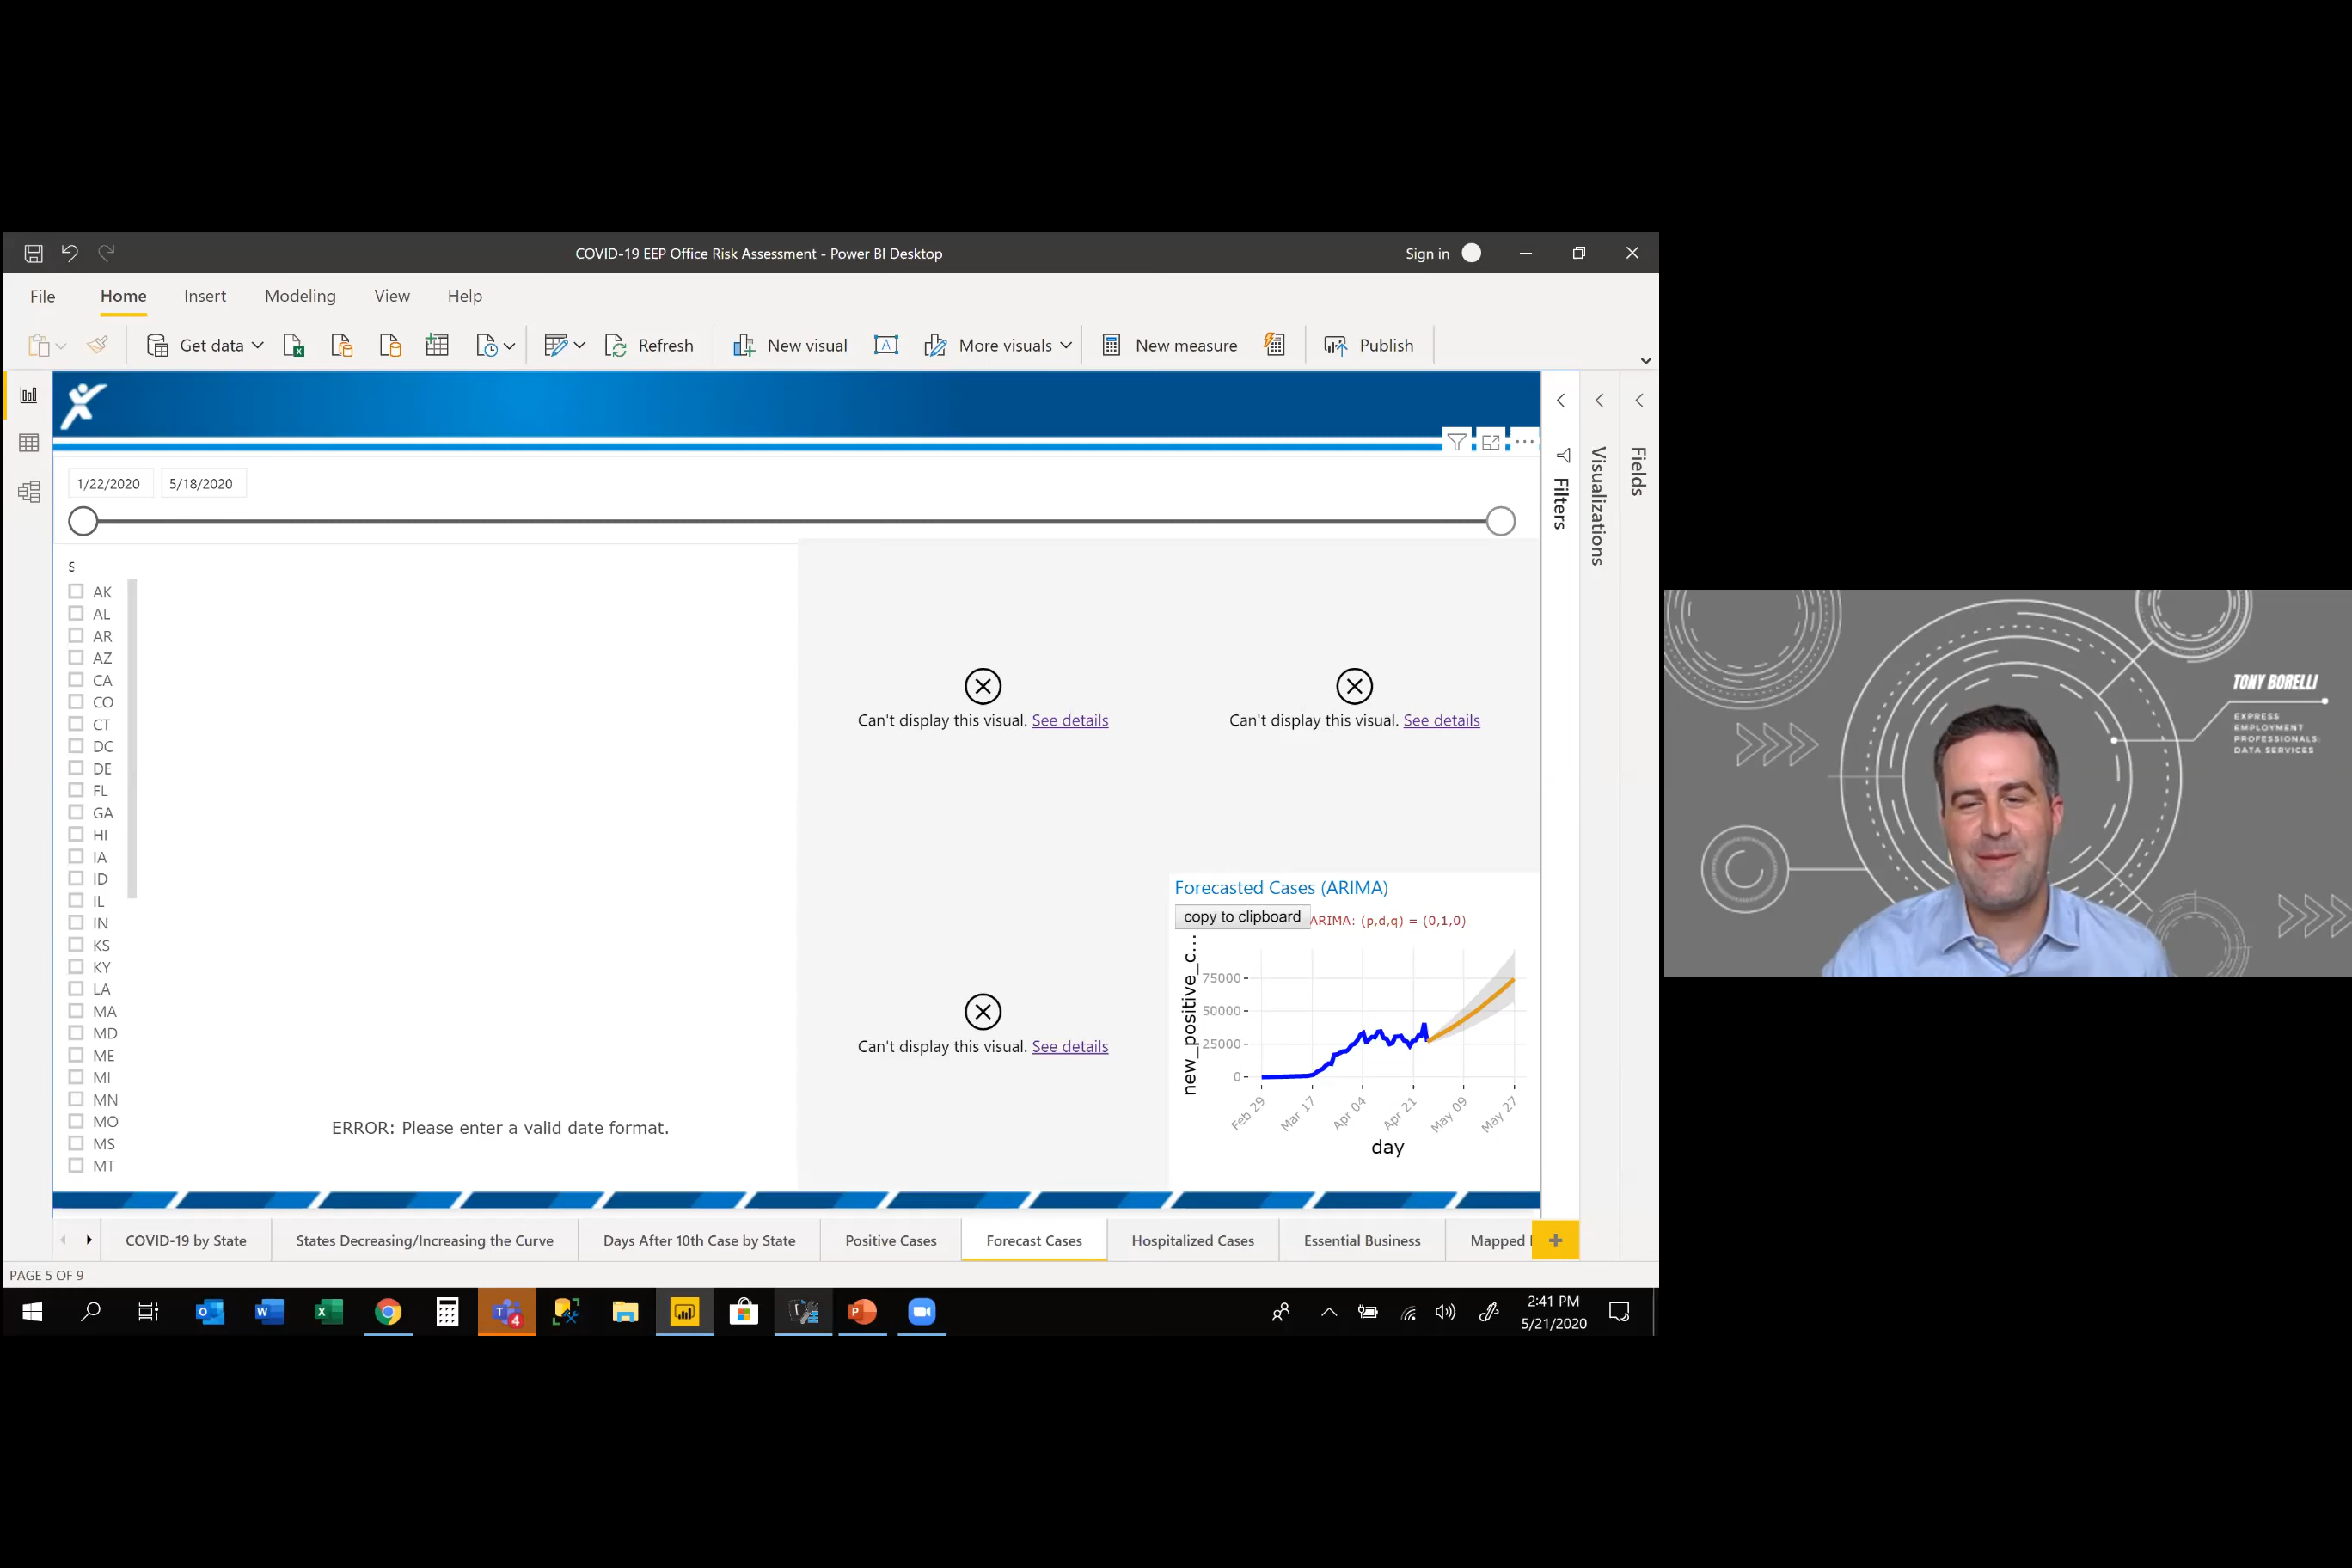 COVID-19 EEP Office Risk Assessment - Power BI Desktop
Sign in
File Home Insert Modeling View Help
Get data Refresh New visual More visuals New measure Publish
Filters
Visualizations
Fields
1/22/2020 5/18/2020
S
AK
AL
AR
AZ
CA
CO
CT
DC
DE
FL
GA
HI
IA
ID
IL
IN
KS
KY
LA
MA
MD
ME
MI
MN
MO
MS
MT
ERROR: Please enter a valid date format.
Can't display this visual. See details
Can't display this visual. See details
Can't display this visual. See details
Forecasted Cases (ARIMA)
copy to clipboard
ARIMA: (p,d,q) = (0,1,0)
new_positive_c...
75000
50000
25000
0
Feb 29 Mar 17 Apr 04 Apr 21 May 09 May 27
day
COVID-19 by State States Decreasing/Increasing the Curve Days After 10th Case by State Positive Cases Forecast Cases Hospitalized Cases Essential Business Mapped
PAGE 5 OF 9
2:41 PM
5/21/2020
4
TONY BORELLI
EXPRESS
EMPLOYMENT
PROFESSIONALS:
DATA SERVICES